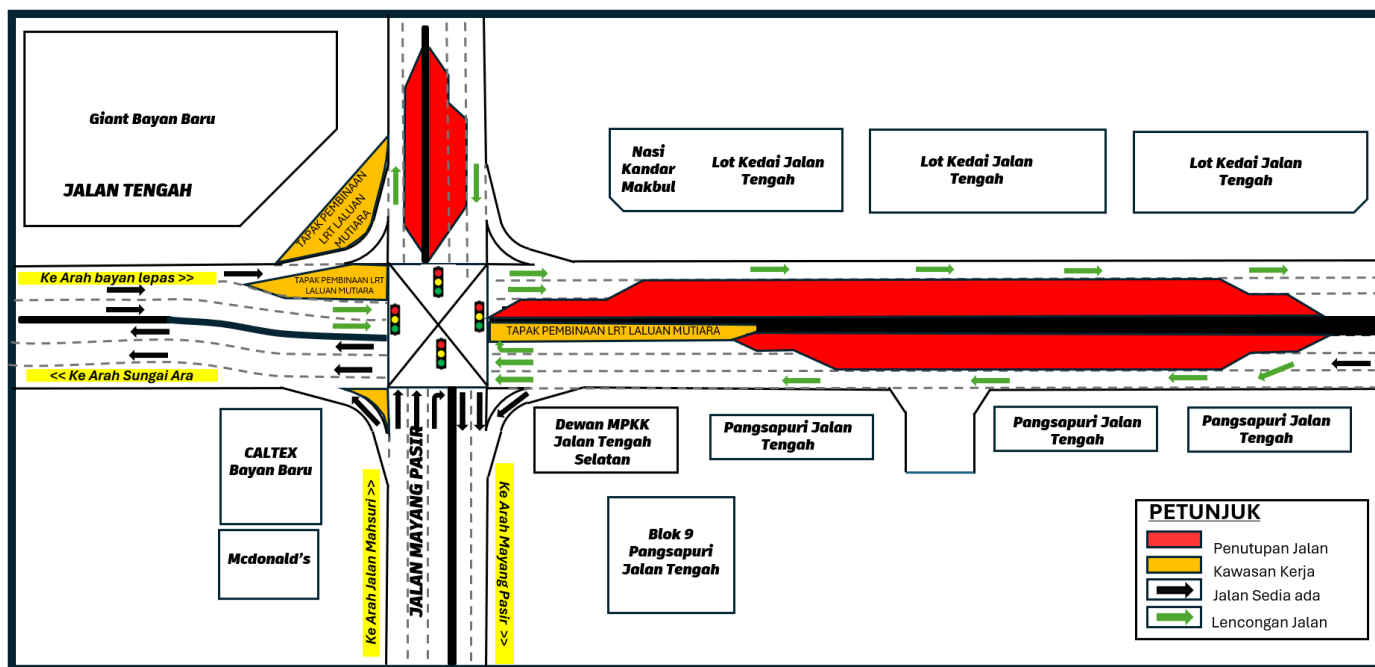 Giant Bayan Baru
JALAN TENGAH
TAPAK PEMBINAAN
LRT LALUAN
MUTIARA
Nasi
Kandar
Makbul
Lot Kedai Jalan
Tengah
Lot Kedai Jalan
Tengah
Lot Kedai Jalan
Tengah
Ke Arah bayan lepas >>
TAPAK PEMBINAAN LRT
LALUAN MUTIARA
TAPAK PEMBINAAN LRT LALUAN MUTIARA
<< Ke Arah Sungai Ara
CALTEX
Bayan Baru
Mcdonald's
Ke Arah Jalan Mahsuri >>
JALAN MAYANG PASIR
Ke Arah Mayang Pasir >>
Dewan MPKK
Jalan Tengah
Selatan
Pangsapuri Jalan
Tengah
Pangsapuri Jalan
Tengah
Pangsapuri Jalan
Tengah
Blok 9
Pangsapuri
Jalan Tengah
PETUNJUK
Penutupan Jalan
Kawasan Kerja
Jalan Sedia ada
Lencongan Jalan